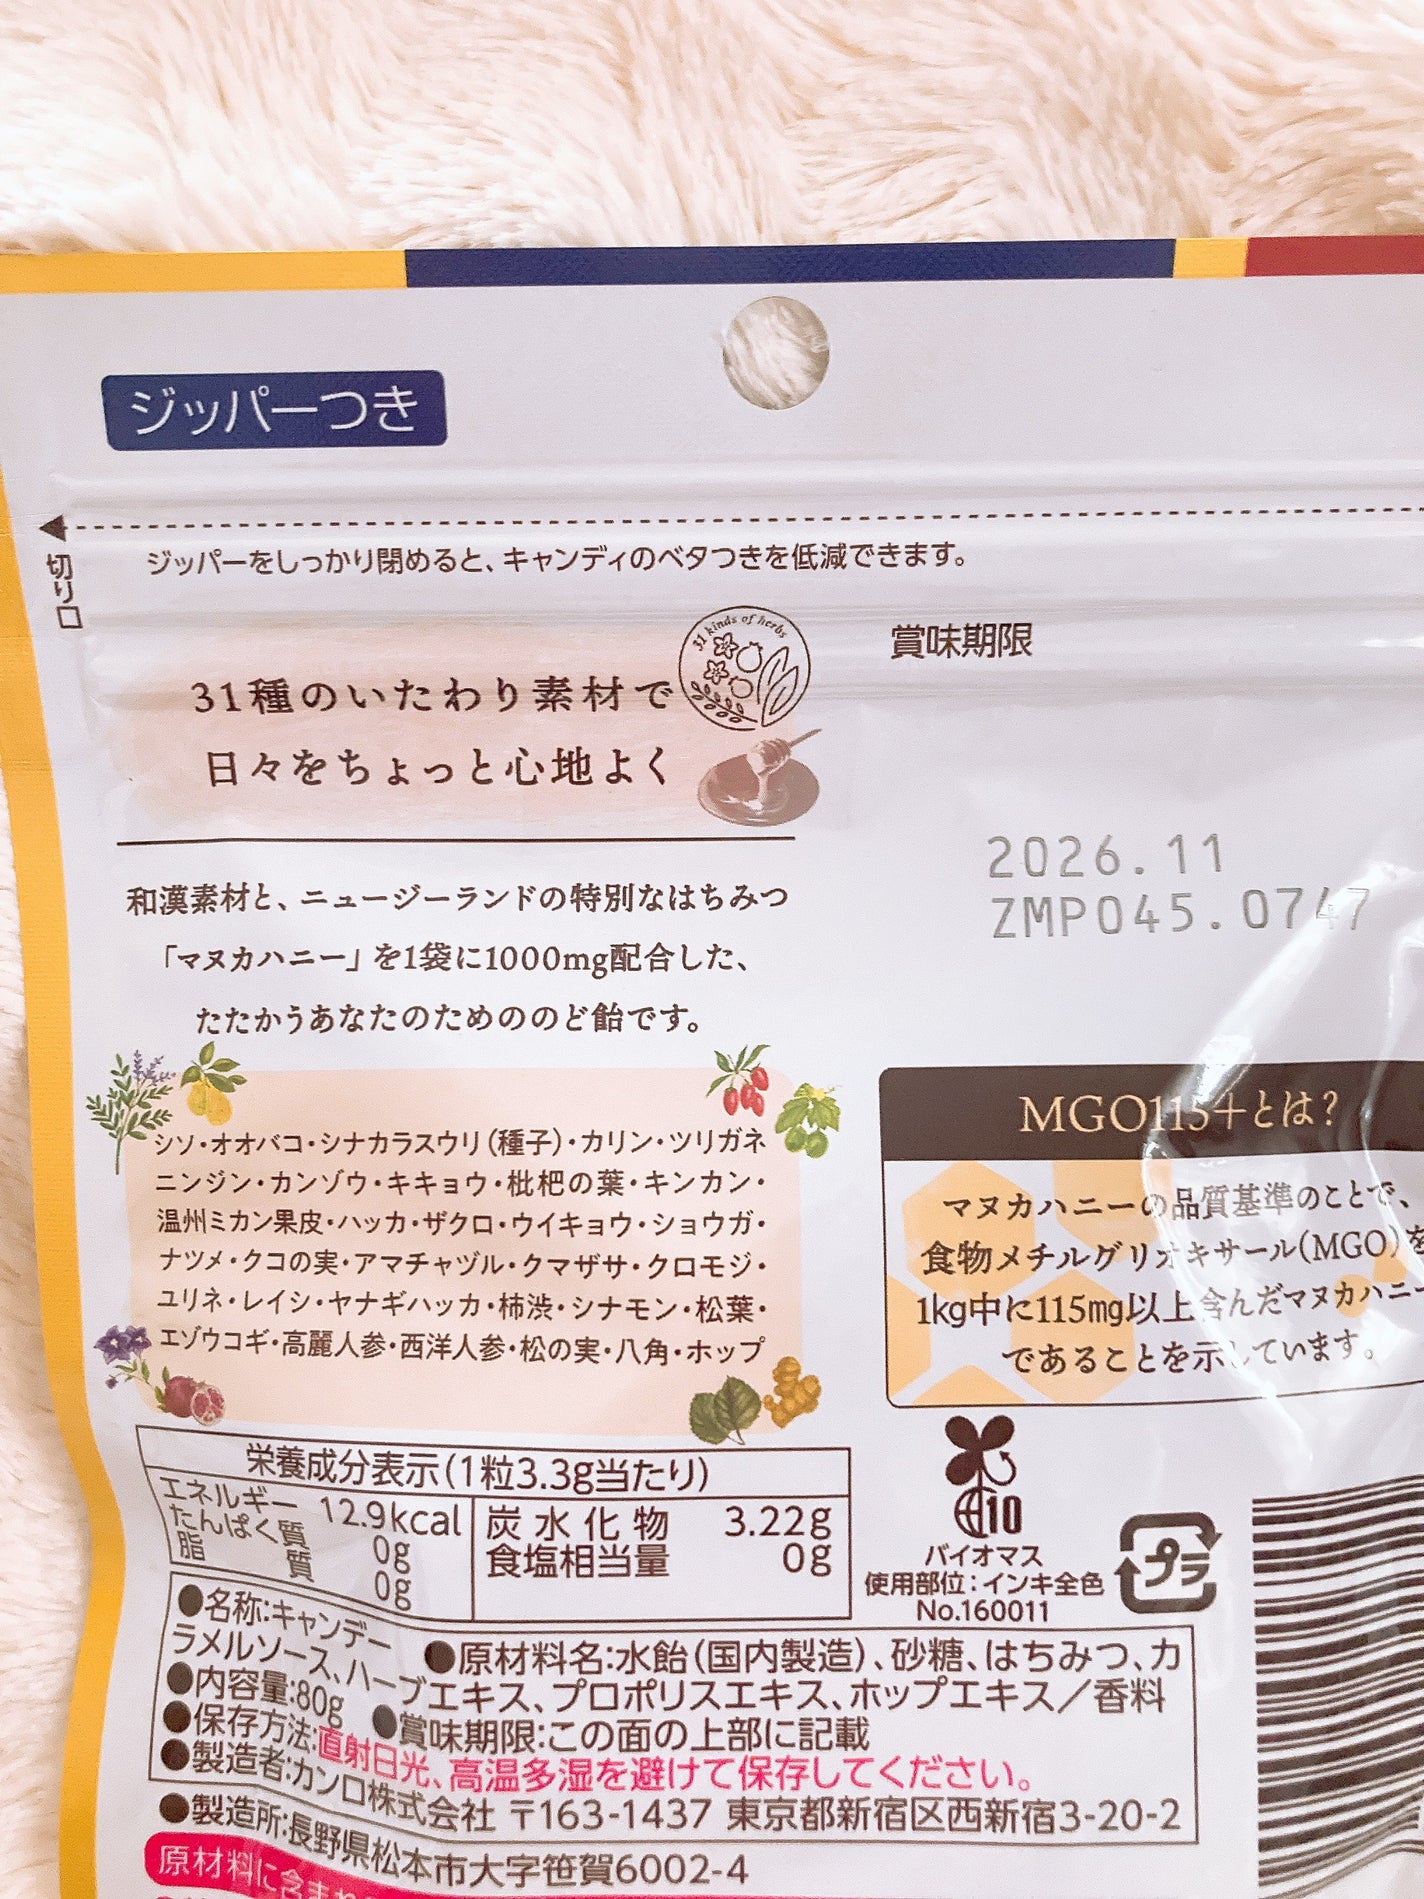 ジッパーつき
切り口
ジッパーをしっかり閉めると、キャンディのベタつきを低減できます。
31 kinds of herbs
31種のいたわり素材で
日々をちょっと心地よく
賞味期限
2026.11
ZMP045.0747
和漢素材と、ニュージーランドの特別なはちみつ
「マヌカハニー」を1袋に1000mg配合した、
たたかうあなたのためののど飴です。
シソ・オオバコ・シナカラスウリ(種子)・カリン・ツリガネ
ニンジン・カンゾウ・キキョウ・枇杷の葉・キンカン・
温州ミカン果皮・ハッカ・ザクロ・ウイキョウ・ショウガ・
ナツメ・クコの実・アマチャヅル・クマザサ・クロモジ・
ユリネ・レイシ・ヤナギハッカ・柿渋・シナモン・松葉・
エゾウコギ・高麗人参・西洋人参・松の実・八角・ホップ
MGO115+とは?
マヌカハニーの品質基準のことで、
食物メチルグリオキサール(MGO)を
1kg中に115mg以上含んだマヌカハニー
であることを示しています。
栄養成分表示(1粒3.3g当たり)
エネルギー 12.9kcal
たんぱく質 0g
脂質 0g
炭水化物 3.22g
食塩相当量 0g
10
バイオマス
使用部位:インキ全色
No.160011
プラ
●名称:キャンデー ●原材料名:水飴(国内製造)、砂糖、はちみつ、カ
ラメルソース、ハーブエキス、プロポリスエキス、ホップエキス/香料
●内容量:80g ●賞味期限:この面の上部に記載
●保存方法:直射日光、高温多湿を避けて保存してください。
●製造者:カンロ株式会社 〒163-1437 東京都新宿区西新宿3-20-2
●製造所:長野県松本市大字笹賀6002-4
原材料に含まれ